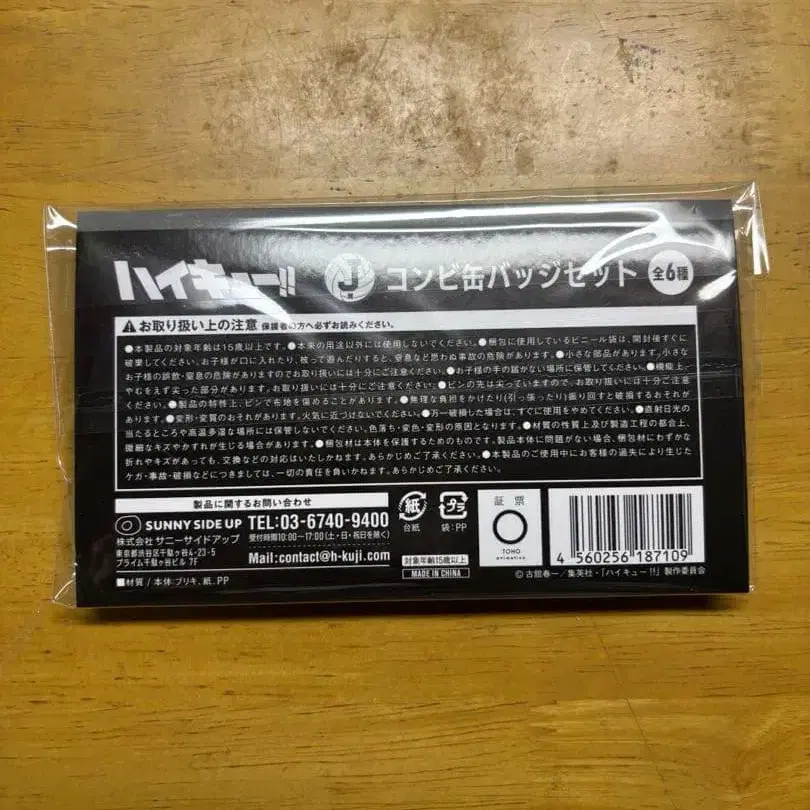 ハイキュー!! J コンビ缶バッジセット 全6種
お取り扱い上の注意 保護者の方へ必ずお読みください。
●本製品の対象年齢は15歳以上です。●本来の用途以外には使用しないでください。●梱包に使用しているビニール袋は、開封後すぐに
破棄してください。お子様が口に入れたり、被って遊んだりすると、窒息など思わぬ事故の危険があります。●小さな部品があります。小さな
お子様の誤飲・窒息の危険がありますのでお取り扱いには十分にご注意ください。●お子様の手の届かない場所に保管してください。●機能上、
やむをえず尖った部分があります。お取り扱いには十分にご注意ください。●ピンの先は尖っていますので、お取り扱いには十分ご注意
ください。●製品の特性上、ピンで布地を傷めることがあります。●無理な負担をかけたり(引っ張ったり)振り回すと破損するおそれが
あります。●変形・変質のおそれがあります。火気に近づけないでください。●万一破損した場合は、すぐに使用をやめてください。●直射日光の
当たるところや高温多湿な場所には保管しないでください。色落ち・変色・変形の原因となります。●材質の性質上及び製造工程の都合上、
微細なキズやかすれが生じる場合があります。●梱包材は本体を保護するためのものです。製品本体に問題がない場合、梱包材にわずかな
折れやキズがあっても、交換などの対応はいたしかねます。あらかじめご了承ください。●本製品のご使用中にお客様の過失により生じた
ケガ・事故・破損などにつきましては、一切の責任を負いかねます。あらかじめご了承ください。
製品に関するお問い合わせ
SUNNY SIDE UP
株式会社 サニーサイドアップ
東京都渋谷区千駄ヶ谷4-23-5
プライム千駄ヶ谷ビル 7F
TEL:03-6740-9400
受付時間10:00〜17:00(土・日・祝日を除く)
Mail:contact@h-kuji.com
■材質/本体:ブリキ、紙、PP
紙
台紙
プラ
袋:PP
対象年齢15歳以上
MADE IN CHINA
証票
TOHO
animation
4 560256 187109
© 古舘春一/集英社・「ハイキュー!!」製作委員会